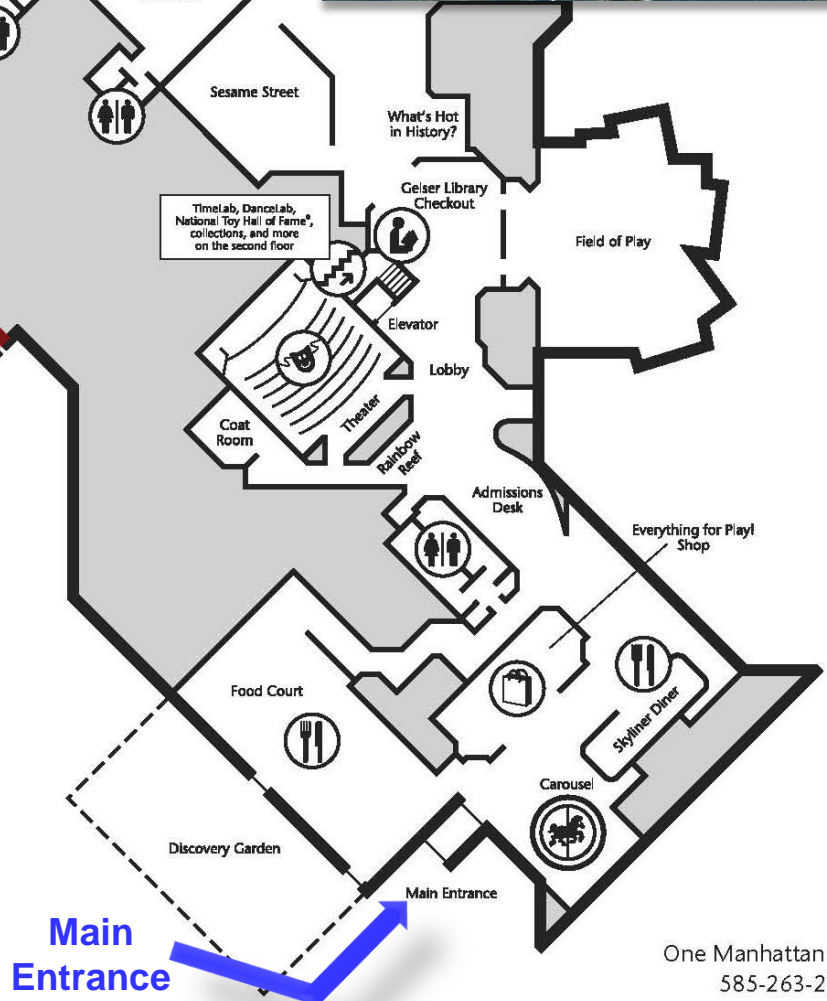 Sesame Street
What's Hot
in History?
Geiser Library
Checkout
TimeLab, DanceLab,
National Toy Hall of Fame®,
collections, and more
on the second floor
Field of Play
Elevator
Lobby
Theater
Coat
Room
Rainbow
Reef
Admissions
Desk
Everything for Play!
Shop
Food Court
Skyliner Diner
Carousel
Discovery Garden
Main Entrance
Main
Entrance
One Manhattan
585-263-2